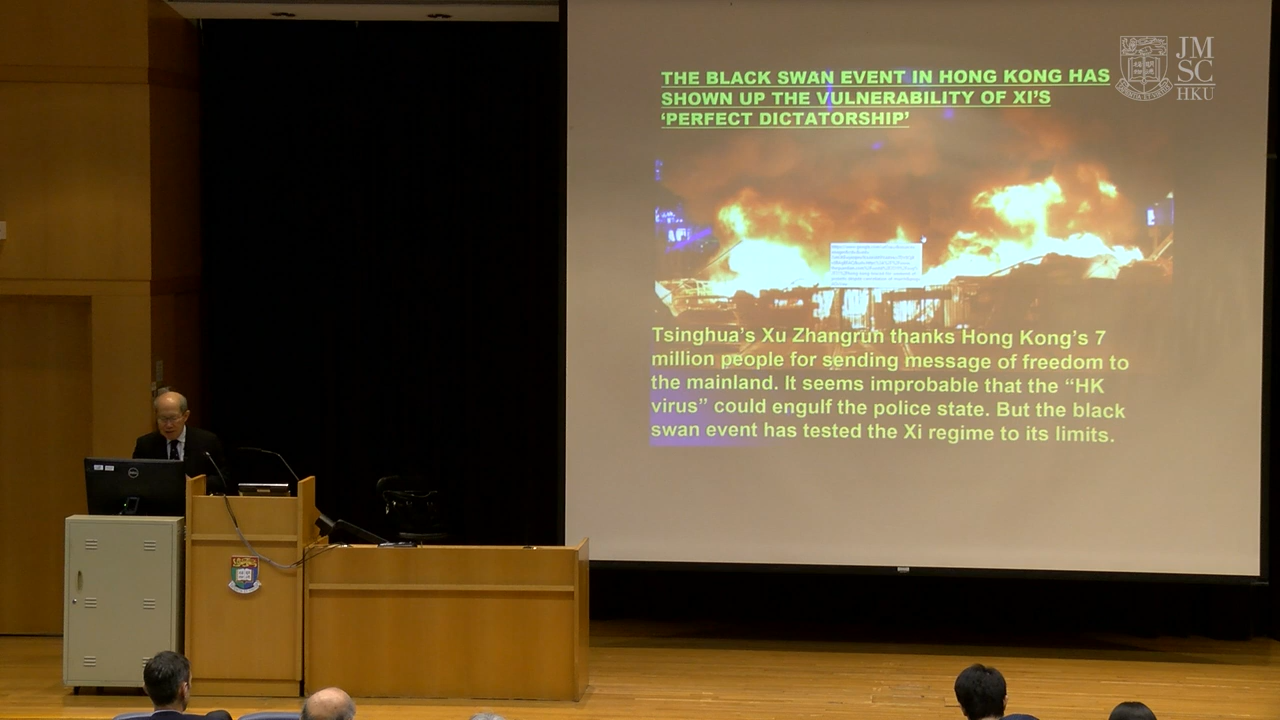 JM
SC
HKU
THE BLACK SWAN EVENT IN HONG KONG HAS
SHOWN UP THE VULNERABILITY OF XI'S
'PERFECT DICTATORSHIP'
Tsinghua's Xu Zhangrun thanks Hong Kong's 7
million people for sending message of freedom to
the mainland. It seems improbable that the “HK
virus” could engulf the police state. But the black
swan event has tested the Xi regime to its limits.